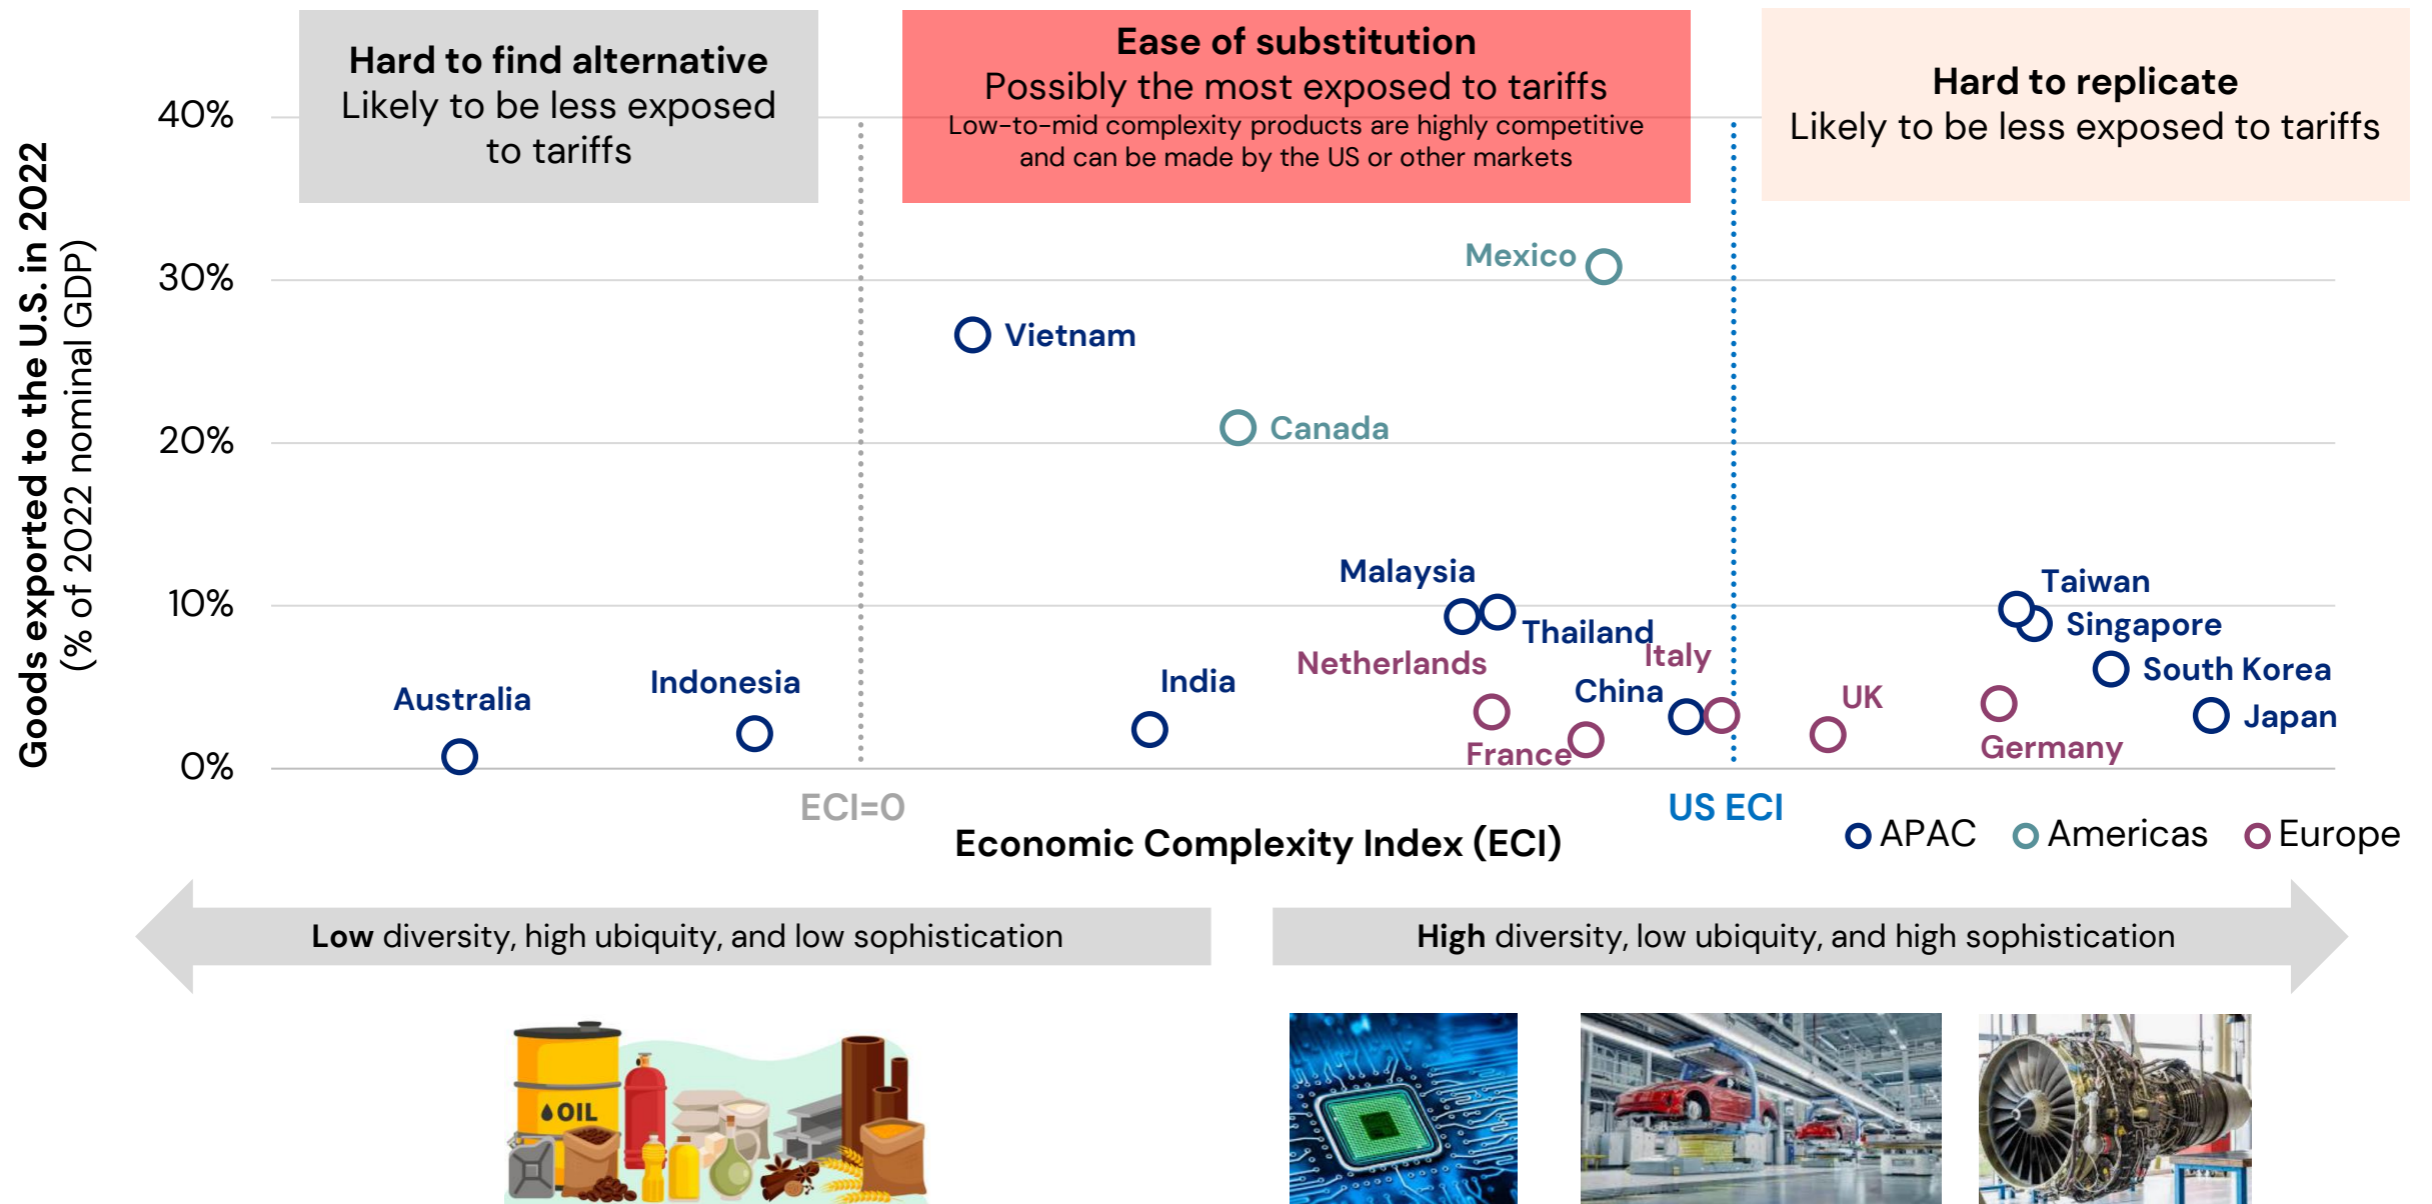 Hard to find alternative
Likely to be less exposed
to tariffs
Ease of substitution
Possibly the most exposed to tariffs
Low-to-mid complexity products are highly competitive
and can be made by the US or other markets
Hard to replicate
Likely to be less exposed to tariffs
Goods exported to the U.S. in 2022
(% of 2022 nominal GDP)
40%
30%
20%
10%
0%
Mexico
Vietnam
Canada
Malaysia
Thailand
Taiwan
Singapore
Netherlands
Italy
South Korea
Australia
Indonesia
India
China
UK
Japan
France
Germany
ECI=0
US ECI
Economic Complexity Index (ECI)
APAC
Americas
Europe
Low diversity, high ubiquity, and low sophistication
High diversity, low ubiquity, and high sophistication
OIL